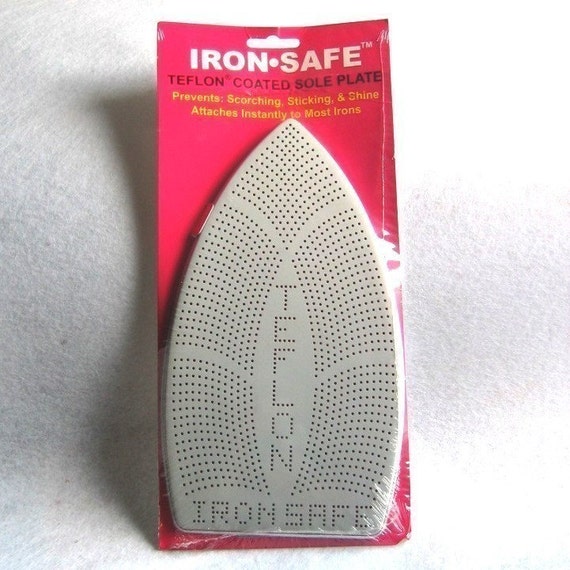 IRON•SAFE™
TEFLON® COATED SOLE PLATE
Prevents: Scorching, Sticking, & Shine
Attaches Instantly to Most Irons
TEFLON
IRON SAFE